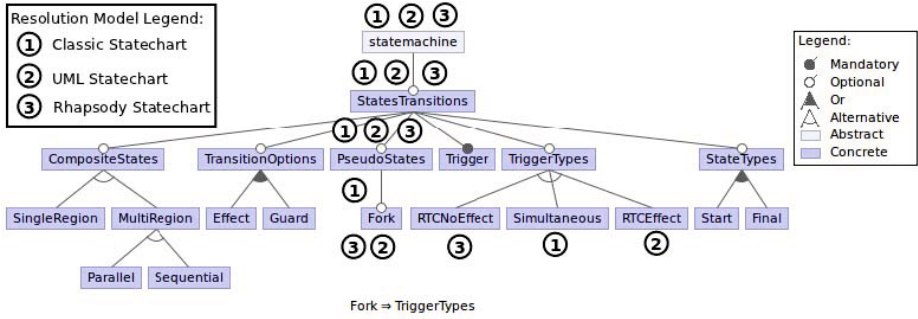 Resolution Model Legend:
1 Classic Statechart
2 UML Statechart
3 Rhapsody Statechart
1 2 3
statemachine
1 2 3
StatesTransitions
Legend:
Mandatory
Optional
Or
Alternative
Abstract
Concrete
1 2 3
CompositeStates TransitionOptions PseudoStates Trigger TriggerTypes StateTypes
1
SingleRegion MultiRegion Effect Guard Fork RTCNoEffect Simultaneous RTCEffect Start Final
3 2 3 1 2
Parallel Sequential
Fork ⇒ TriggerTypes